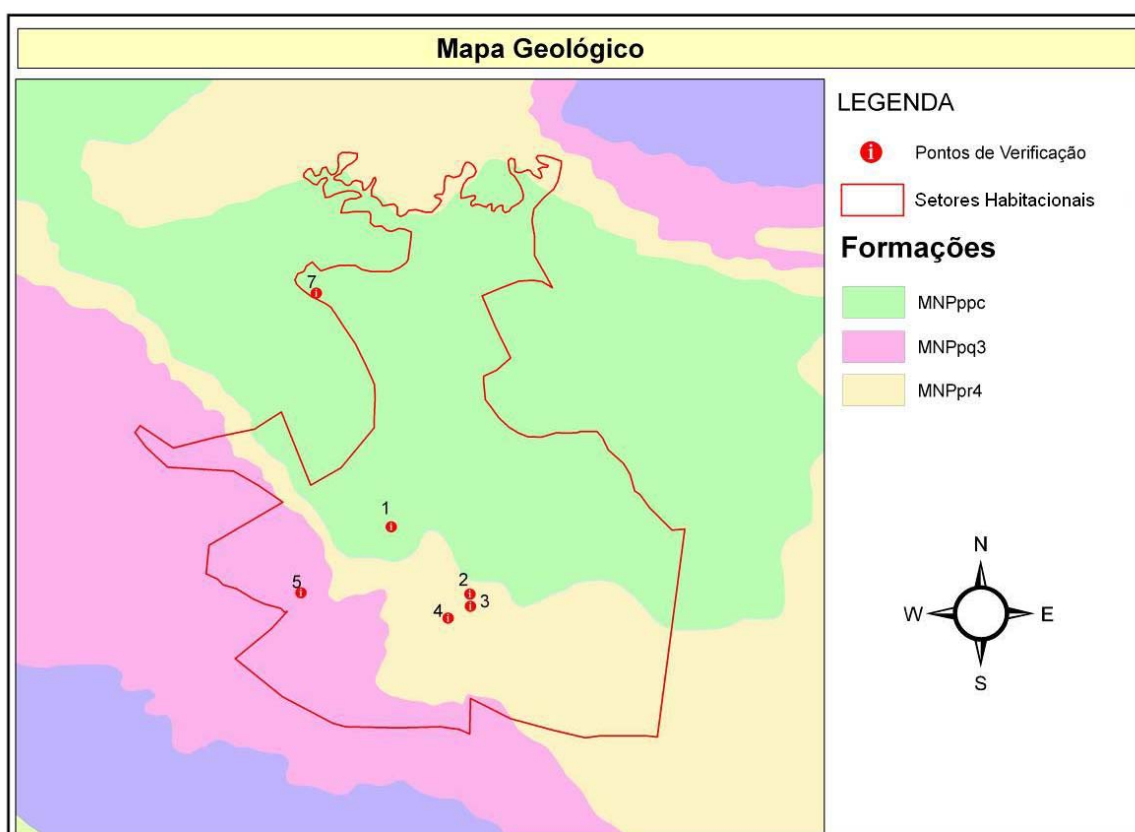 Mapa Geológico
LEGENDA
i Pontos de Verificação
Setores Habitacionais
Formações
MNPppc
MNPpq3
MNPpr4
7
i
1
i
2
i
3
i
4
i
5
i
N
W E
S